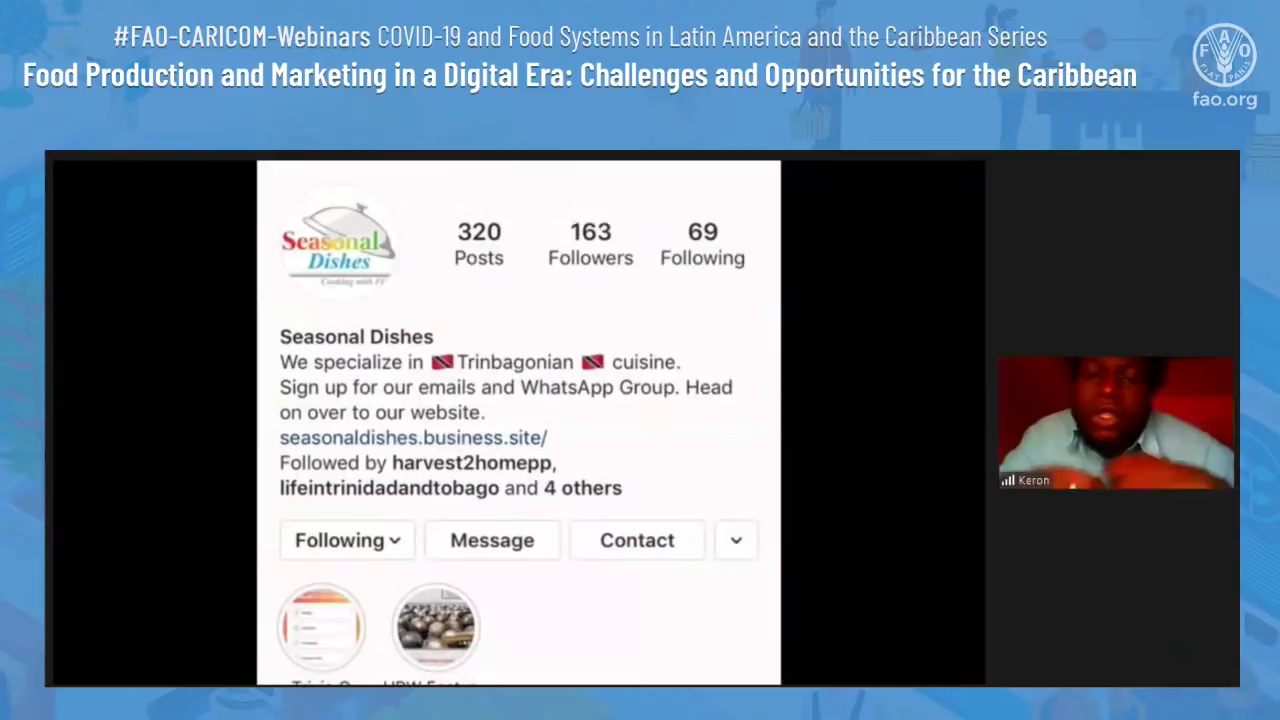 #FAO-CARICOM-Webinars COVID-19 and Food Systems in Latin America and the Caribbean Series
Food Production and Marketing in a Digital Era: Challenges and Opportunities for the Caribbean
FAO
FIAT PANIS
fao.org
Seasonal
Dishes
320 163 69
Posts Followers Following
Seasonal Dishes
We specialize in Trinbagonian cuisine.
Sign up for our emails and WhatsApp Group. Head
on over to our website.
seasonaldishes.business.site/
Followed by harvest2homepp,
lifeintrinidadandtobago and 4 others
Following Message Contact
Keron